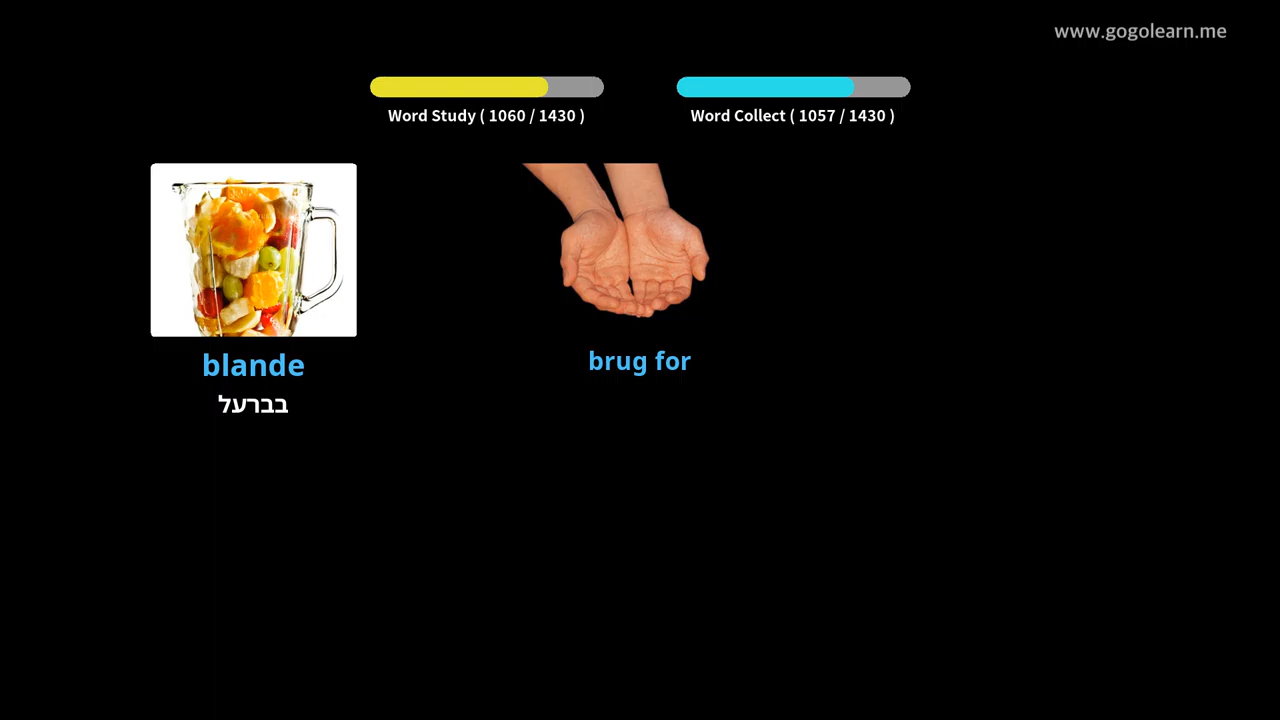 www.gogolearn.me
Word Study ( 1060 / 1430 )
Word Collect ( 1057 / 1430 )
blande
בברעל
brug for